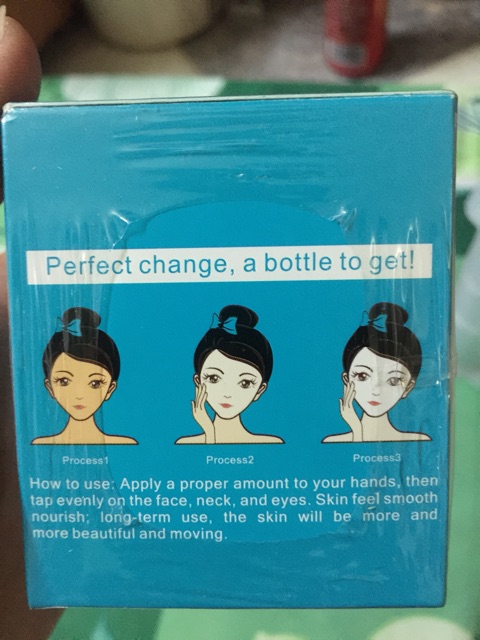 Perfect change, a bottle to get!
Process1 Process2 Process3
How to use: Apply a proper amount to your hands, then
tap evenly on the face, neck, and eyes. Skin feel smooth
nourish; long-term use, the skin will be more and
more beautiful and moving.